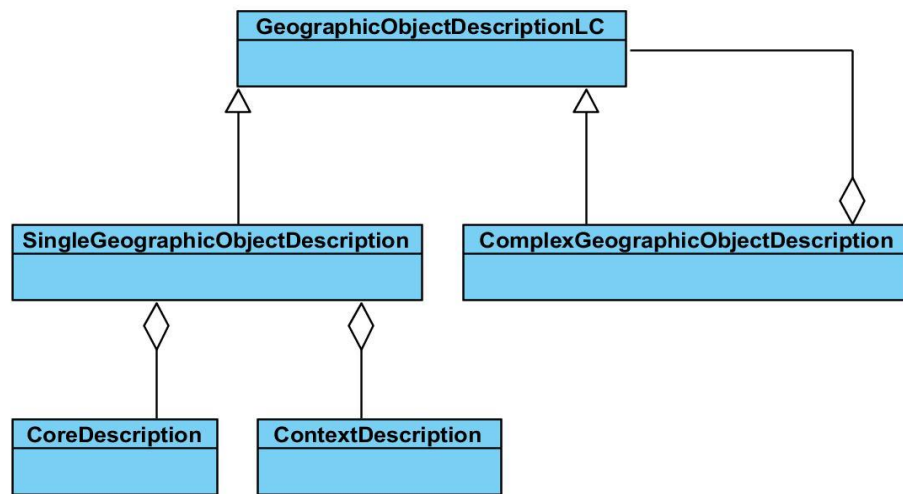 GeographicObjectDescriptionLC
SingleGeographicObjectDescription
ComplexGeographicObjectDescription
CoreDescription
ContextDescription